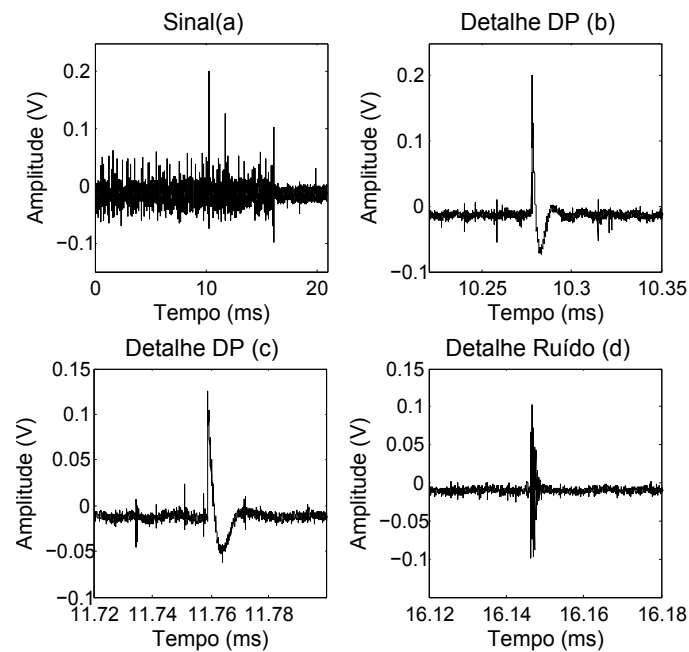 Sinal(a)
Amplitude (V)
0.2
0.1
0
−0.1
0
10
20
Tempo (ms)
Detalhe DP (b)
Amplitude (V)
0.2
0.1
0
−0.1
10.25
10.3
10.35
Tempo (ms)
Detalhe DP (c)
Amplitude (V)
0.15
0.1
0.05
0
−0.05
−0.1
11.72
11.74
11.76
11.78
Tempo (ms)
Detalhe Ruído (d)
Amplitude (V)
0.15
0.1
0.05
0
−0.05
−0.1
16.12
16.14
16.16
16.18
Tempo (ms)